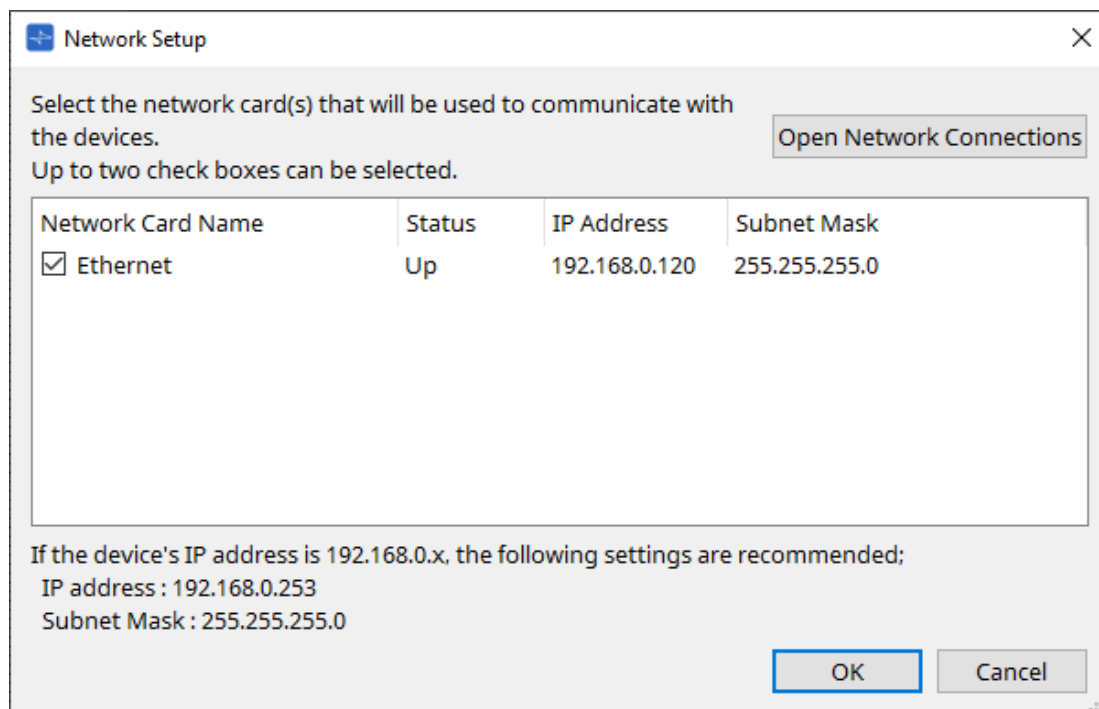 Network Setup
Select the network card(s) that will be used to communicate with
the devices.
Up to two check boxes can be selected.
Open Network Connections
Network Card Name Status IP Address Subnet Mask
Ethernet Up 192.168.0.120 255.255.255.0
If the device's IP address is 192.168.0.x, the following settings are recommended;
IP address : 192.168.0.253
Subnet Mask : 255.255.255.0
OK Cancel